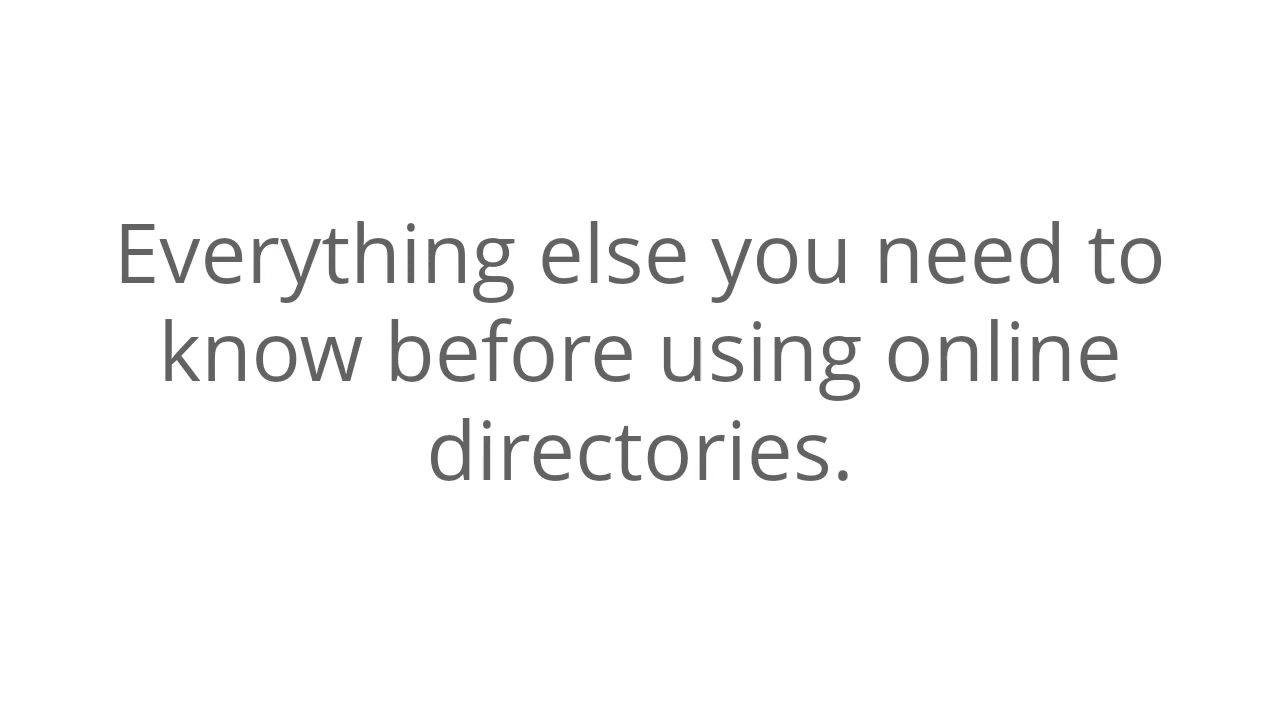 Everything else you need to
know before using online
directories.